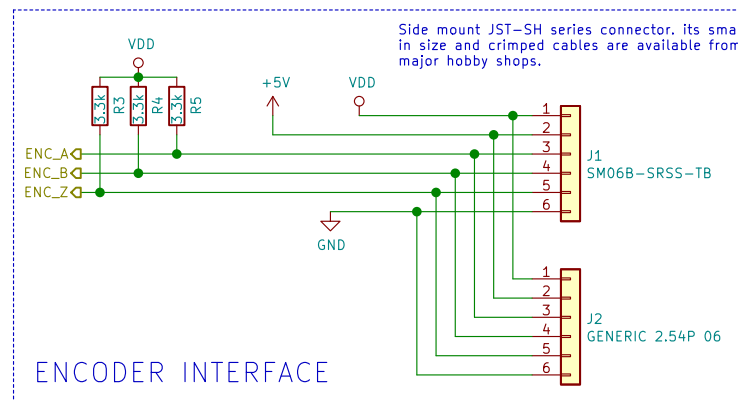 Side mount JST-SH series connector. its sma
in size and crimped cables are available from
major hobby shops.
VDD
+5V
VDD
3.3k R3
3.3k R4
3.3k R5
ENC_A
ENC_B
ENC_Z
GND
1
2
3
4
5
6
J1
SM06B-SRSS-TB
1
2
3
4
5
6
J2
GENERIC 2.54P 06
ENCODER INTERFACE